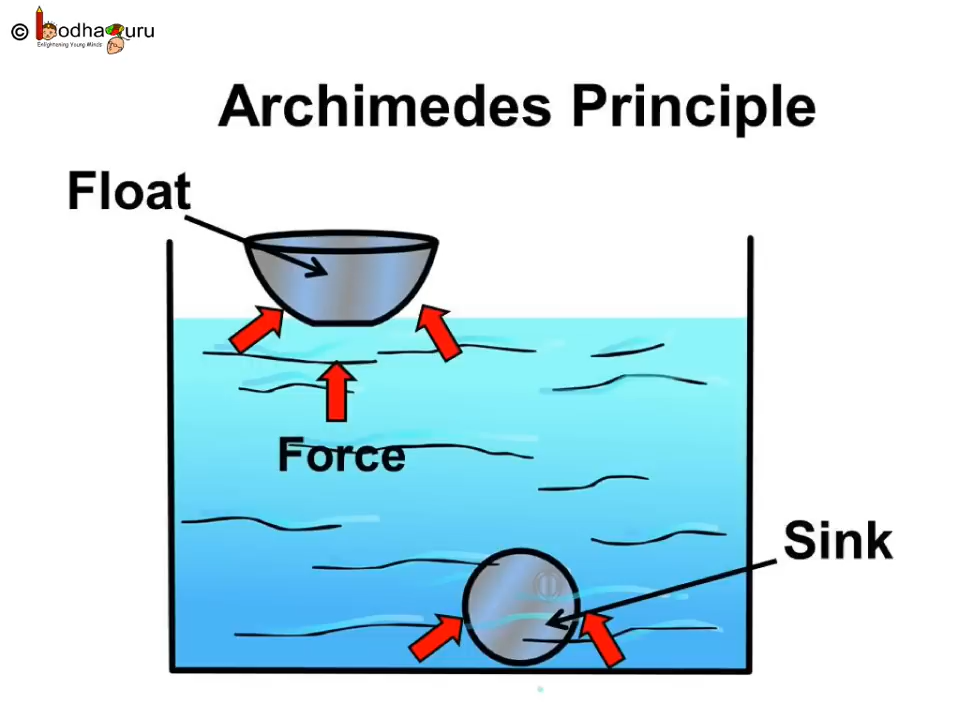 © BodhaGuru
Enlightening Young Minds
Archimedes Principle
Float
Force
Sink